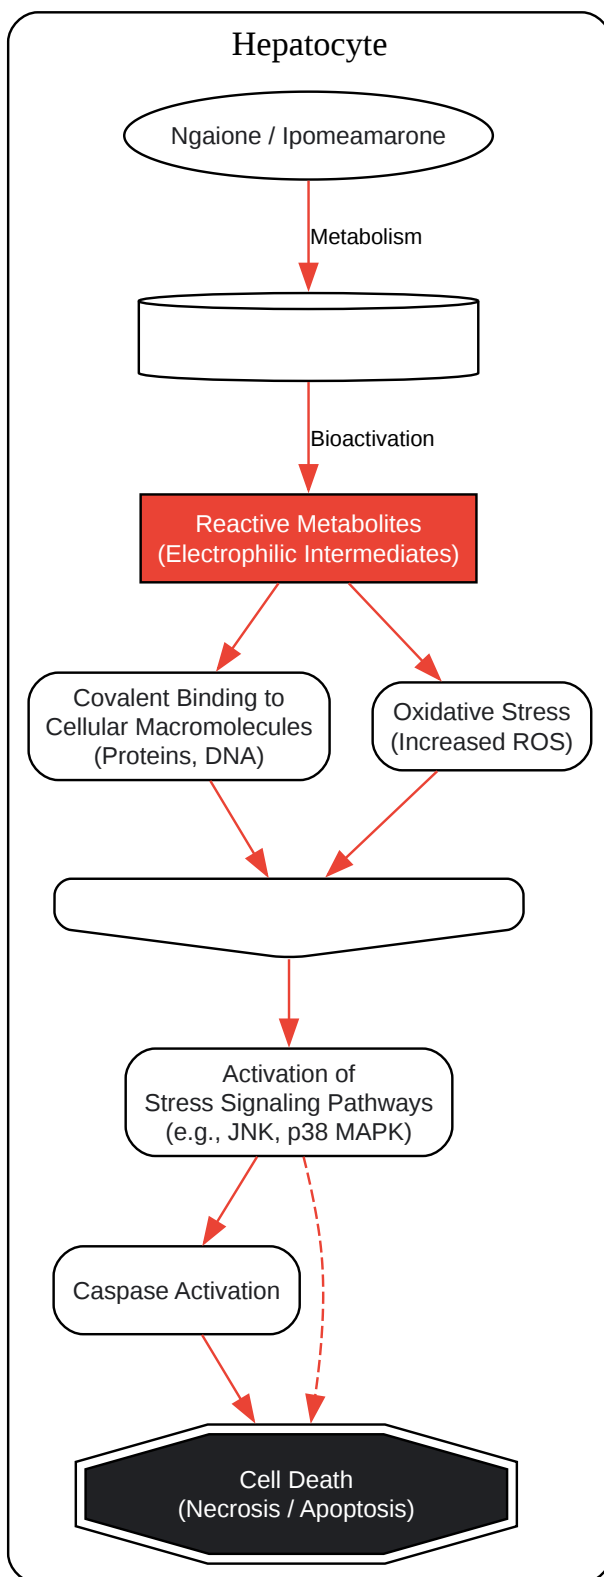 Hepatocyte
Ngaione / Ipomeamarone
Metabolism
Bioactivation
Reactive Metabolites
(Electrophilic Intermediates)
Covalent Binding to
Cellular Macromolecules
(Proteins, DNA)
Oxidative Stress
(Increased ROS)
Activation of
Stress Signaling Pathways
(e.g., JNK, p38 MAPK)
Caspase Activation
Cell Death
(Necrosis / Apoptosis)